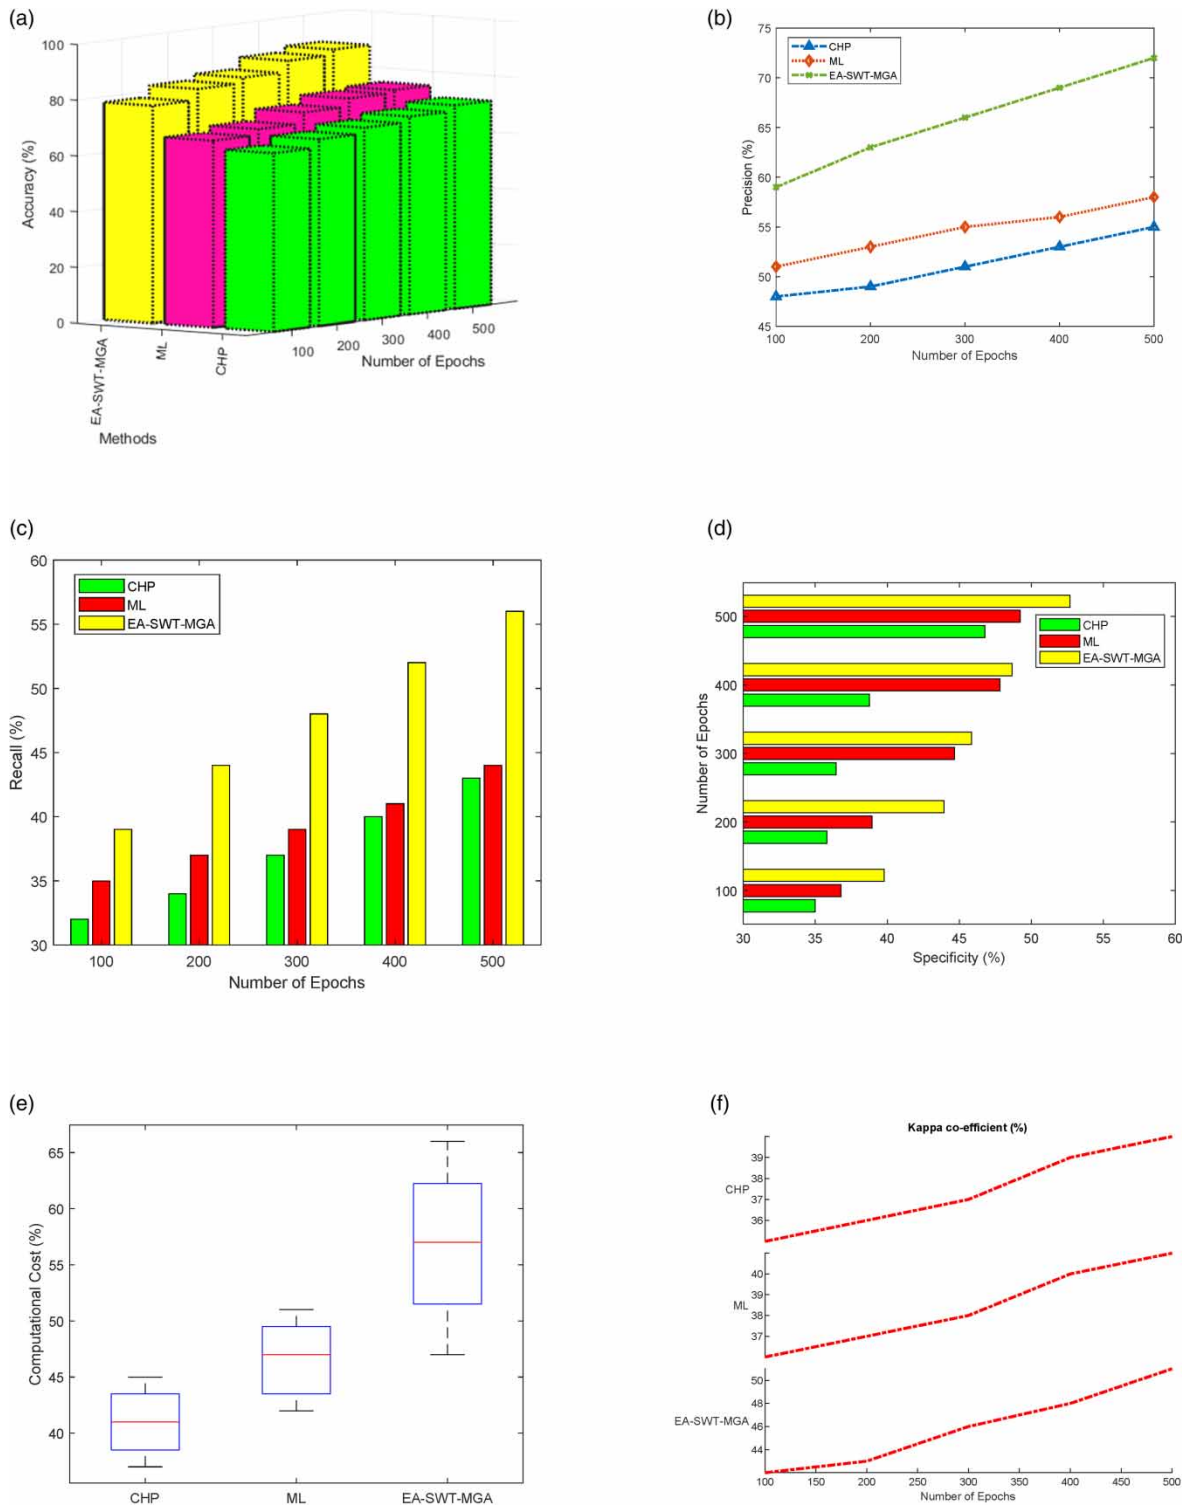 (a)
100
80
60
40
20
0
Accuracy (%)
EA-SWT-MGA
ML
CHP
Methods
100
200
300
400
500
Number of Epochs
(b)
75
70
65
60
55
50
45
Precision (%)
CHP
ML
EA-SWT-MGA
100 200 300 400 500
Number of Epochs
(c)
60
55
50
45
40
35
30
Recall (%)
CHP
ML
EA-SWT-MGA
100 200 300 400 500
Number of Epochs
(d)
500
400
300
200
100
Number of Epochs
CHP
ML
EA-SWT-MGA
30 35 40 45 50 55 60
Specificity (%)
(e)
65
60
55
50
45
40
Computational Cost (%)
CHP ML EA-SWT-MGA
(f)
Kappa co-efficient (%)
39
38
37
36
CHP
40
39
38
37
ML
50
48
46
44
EA-SWT-MGA
100 150 200 250 300 350 400 450 500
Number of Epochs